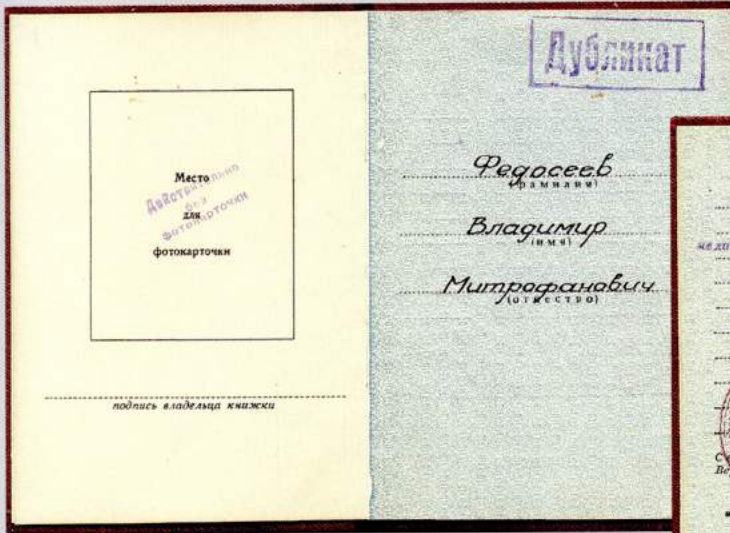 Место
для
фотокарточки
Действительно
без
фотокарточки
подпись владельца книжки
Дубликат
Федосеев
(фамилия)
Владимир
(имя)
Митрофанович
(отчество)